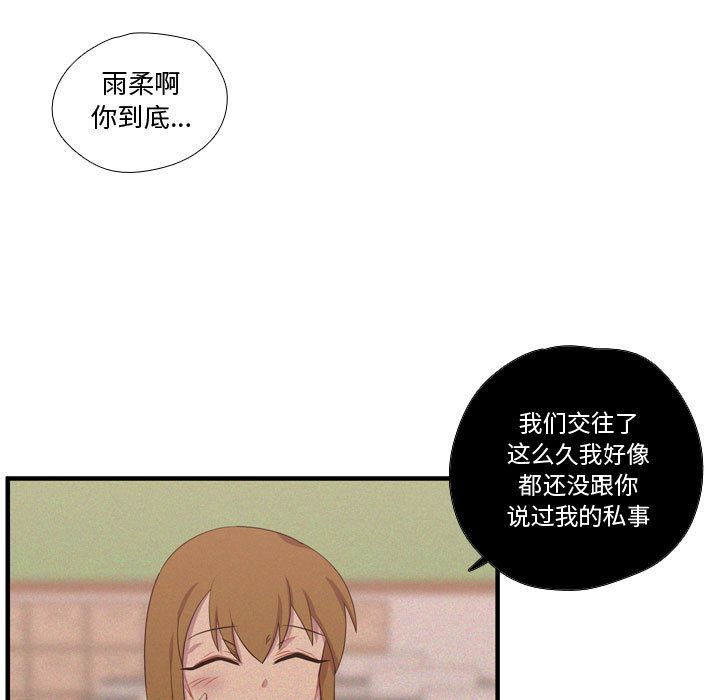 雨柔啊
你到底...
我们交往了
这么久我好像
都还没跟你
说过我的私事